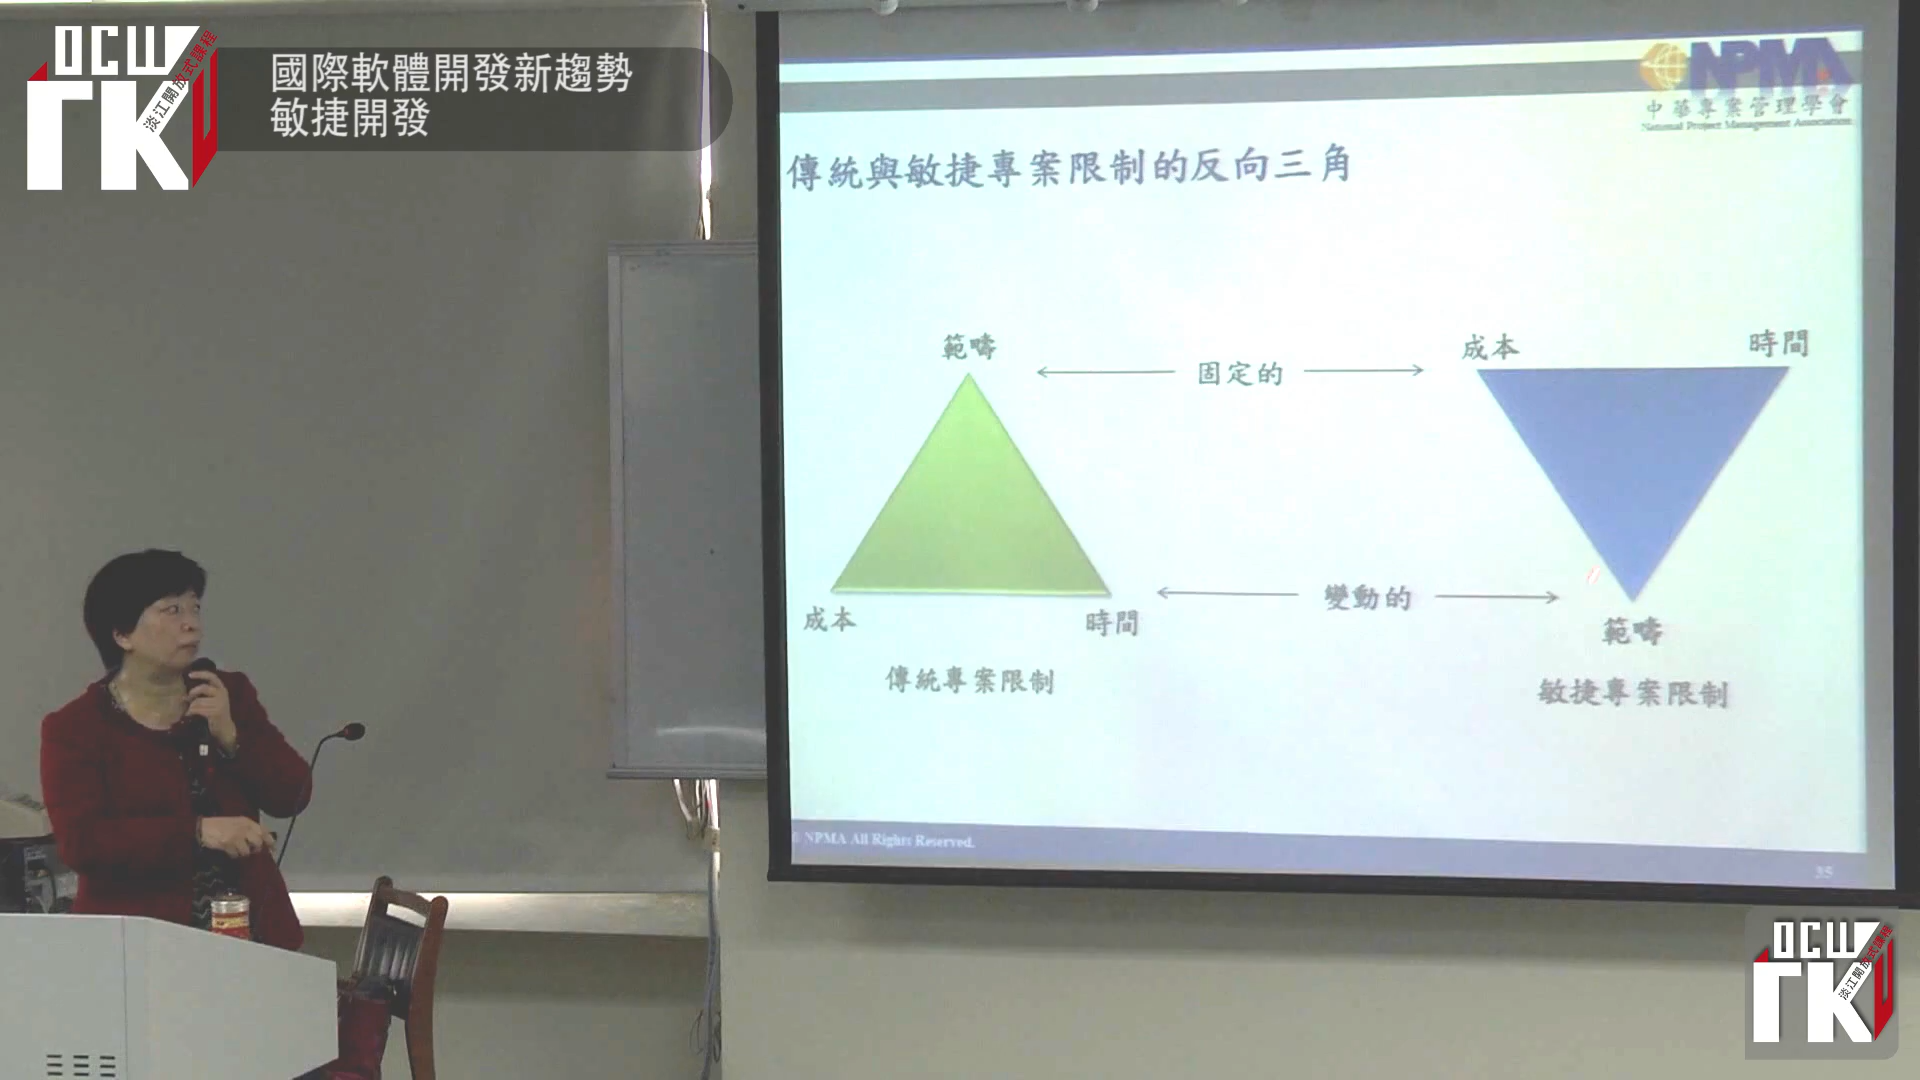 OCW
TKU
淡江開放式課程
國際軟體開發新趨勢
敏捷開發
NPMA
中華專案管理學會
National Project Management Association
傳統與敏捷專案限制的反向三角
範疇
固定的
成本
時間
成本
時間
變動的
範疇
傳統專案限制
敏捷專案限制
© NPMA All Rights Reserved.
35
OCW
TKU
淡江開放式課程